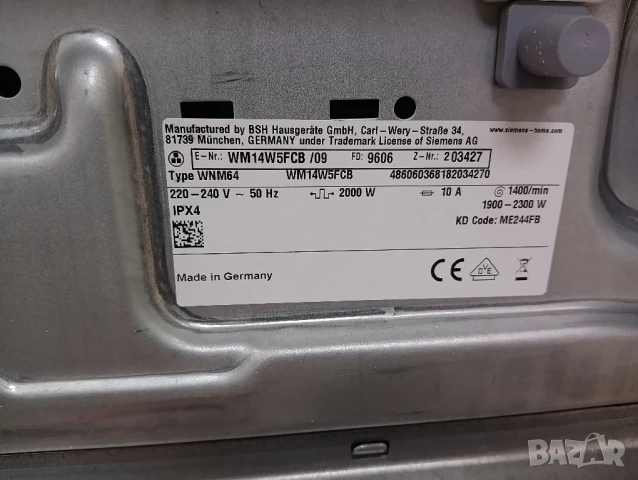 Manufactured by BSH Hausgeräte GmbH, Carl-Wery-Straße 34,
81739 München, GERMANY under Trademark License of Siemens AG
www.siemens-home.com
E-Nr.: WM14W5FCB /09 FD: 9606 Z-Nr.: 203427
Type WNM64 WM14W5FCB 486060368182034270
220-240 V ~ 50 Hz 2000 W 10 A 1400/min
IPX4 1900-2300 W
KD Code: ME244FB
Made in Germany
CE DVE
BAZAR